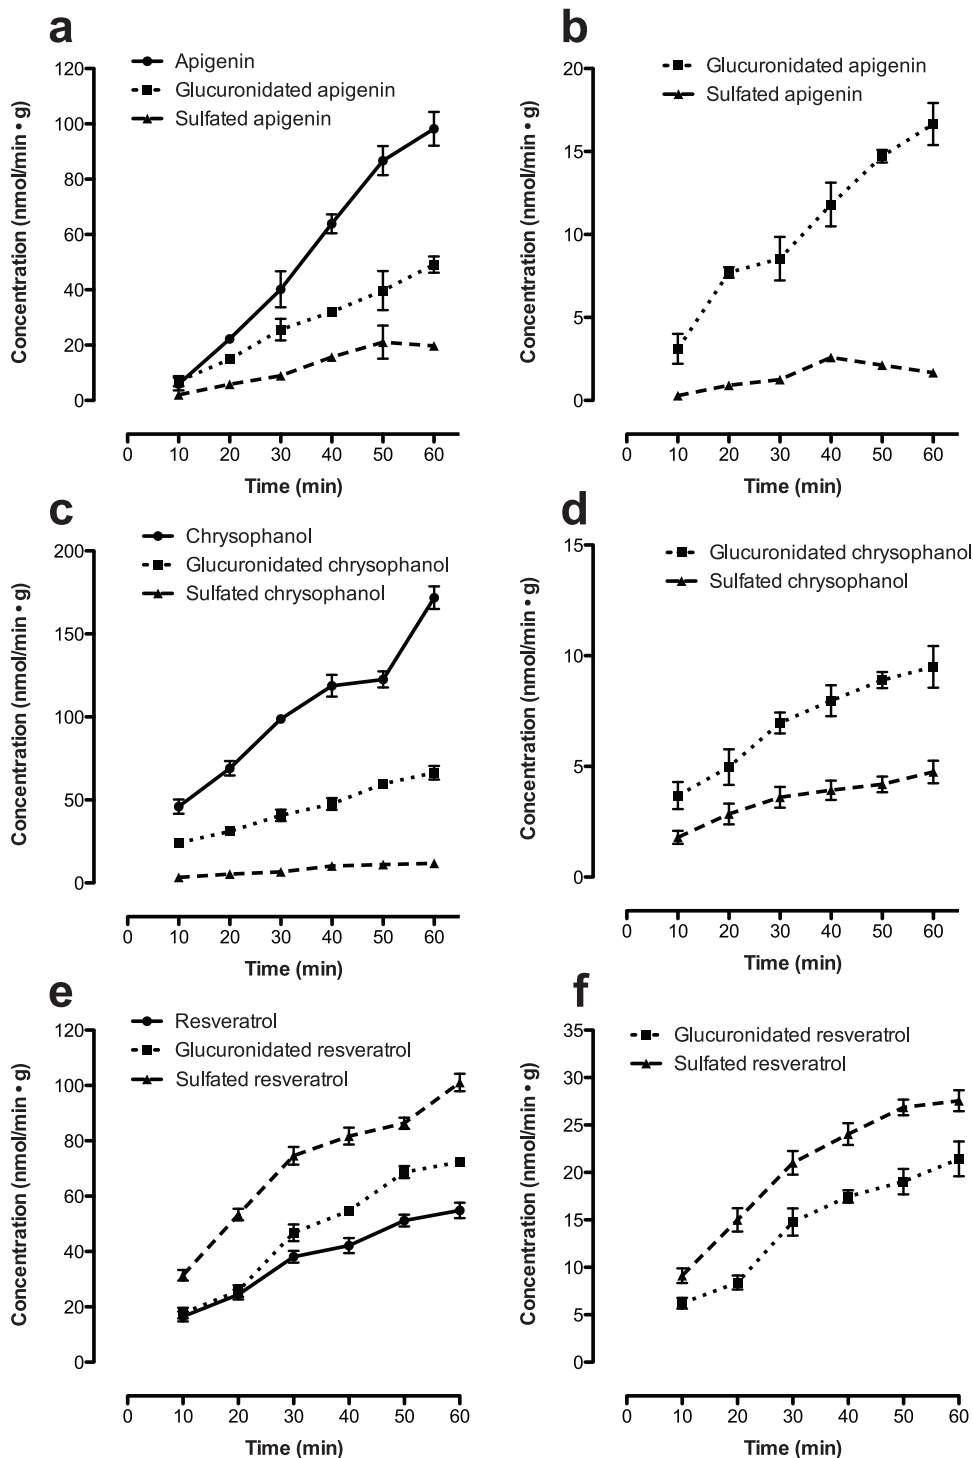 a
Apigenin
Glucuronidated apigenin
Sulfated apigenin
Concentration (nmol/min • g)
120
100
80
60
40
20
0
0 10 20 30 40 50 60
Time (min)
b
Glucuronidated apigenin
Sulfated apigenin
Concentration (nmol/min • g)
20
15
10
5
0
0 10 20 30 40 50 60
Time (min)
c
Chrysophanol
Glucuronidated chrysophanol
Sulfated chrysophanol
Concentration (nmol/min • g)
200
150
100
50
0
0 10 20 30 40 50 60
Time (min)
d
Glucuronidated chrysophanol
Sulfated chrysophanol
Concentration (nmol/min • g)
15
10
5
0
0 10 20 30 40 50 60
Time (min)
e
Resveratrol
Glucuronidated resveratrol
Sulfated resveratrol
Concentration (nmol/min • g)
120
100
80
60
40
20
0
0 10 20 30 40 50 60
Time (min)
f
Glucuronidated resveratrol
Sulfated resveratrol
Concentration (nmol/min • g)
35
30
25
20
15
10
5
0
0 10 20 30 40 50 60
Time (min)